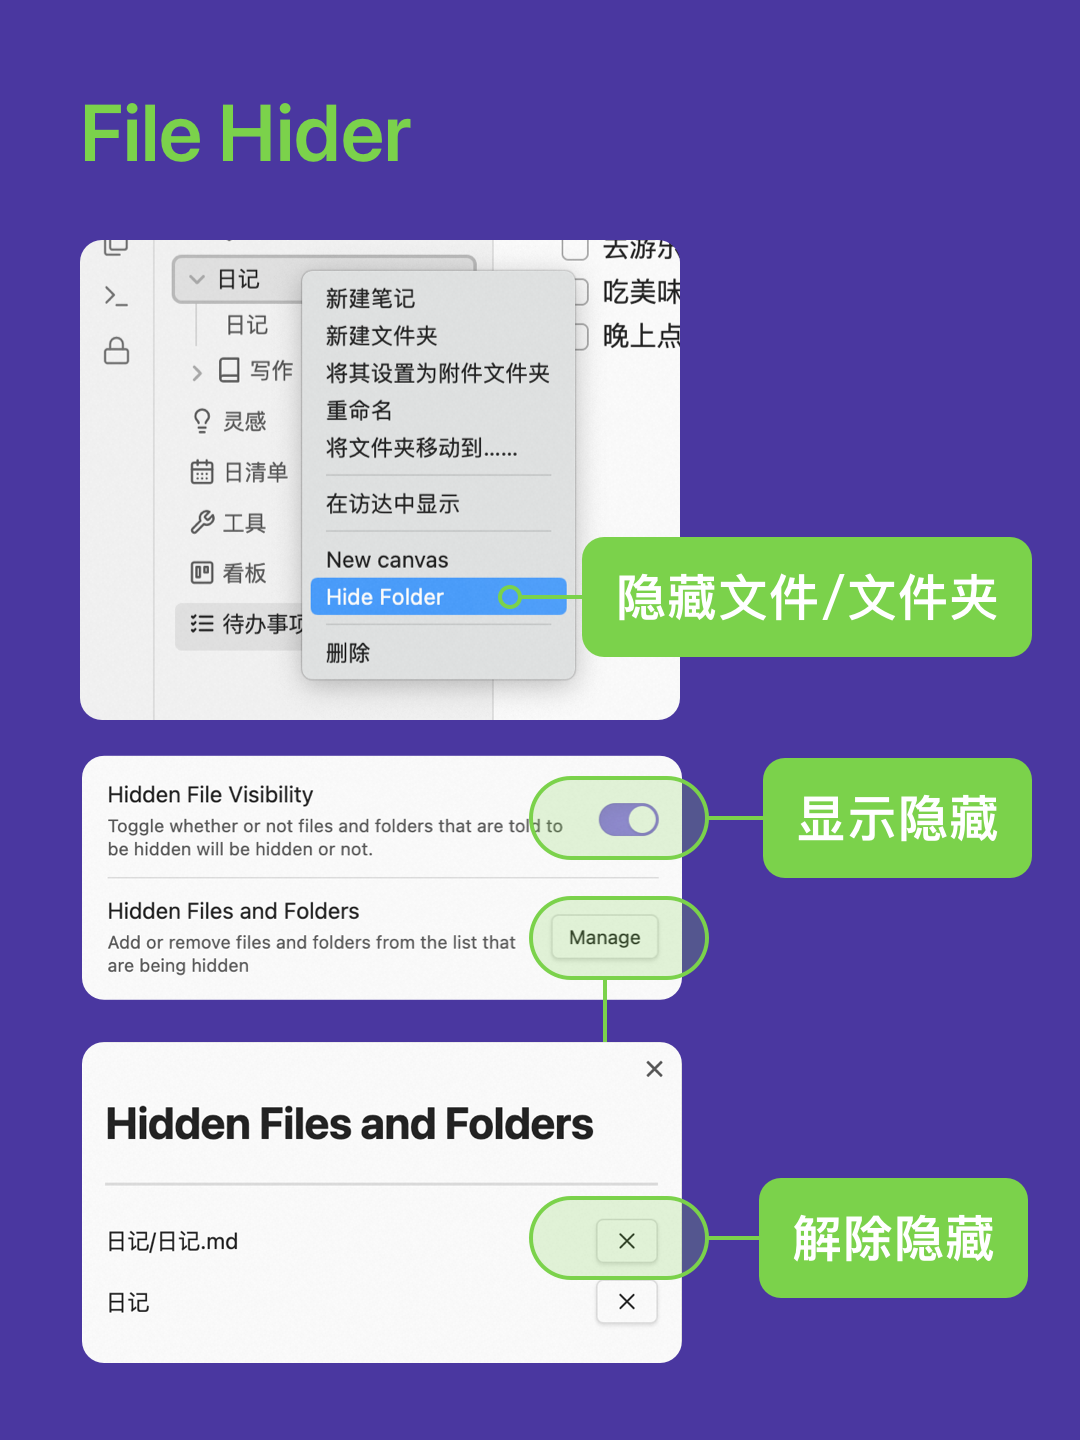 File Hider
日记
日记
写作
灵感
日清单
工具
看板
待办事项
新建笔记
新建文件夹
将其设置为附件文件夹
重命名
将文件夹移动到......
在访达中显示
New canvas
Hide Folder
删除
去游乐
吃美味
晚上点
隐藏文件/文件夹
Hidden File Visibility
Toggle whether or not files and folders that are told to
be hidden will be hidden or not.
显示隐藏
Hidden Files and Folders
Add or remove files and folders from the list that
are being hidden
Manage
Hidden Files and Folders
日记/日记.md
解除隐藏
日记